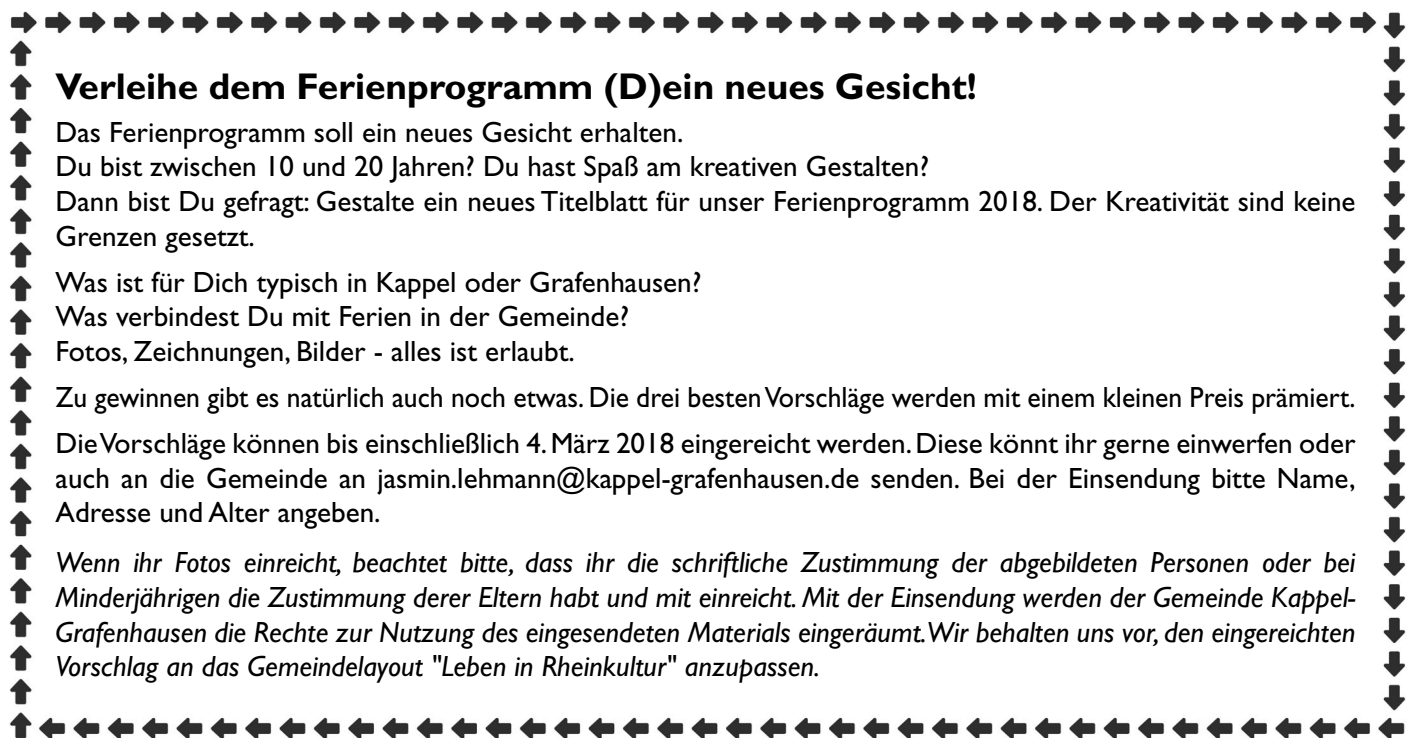 Verleihe dem Ferienprogramm (D)ein neues Gesicht!
Das Ferienprogramm soll ein neues Gesicht erhalten.
Du bist zwischen 10 und 20 Jahren? Du hast Spaß am kreativen Gestalten?
Dann bist Du gefragt: Gestalte ein neues Titelblatt für unser Ferienprogramm 2018. Der Kreativität sind keine
Grenzen gesetzt.
Was ist für Dich typisch in Kappel oder Grafenhausen?
Was verbindest Du mit Ferien in der Gemeinde?
Fotos, Zeichnungen, Bilder - alles ist erlaubt.
Zu gewinnen gibt es natürlich auch noch etwas. Die drei besten Vorschläge werden mit einem kleinen Preis prämiert.
Die Vorschläge können bis einschließlich 4. März 2018 eingereicht werden. Diese könnt ihr gerne einwerfen oder
auch an die Gemeinde an jasmin.lehmann@kappel-grafenhausen.de senden. Bei der Einsendung bitte Name,
Adresse und Alter angeben.
Wenn ihr Fotos einreicht, beachtet bitte, dass ihr die schriftliche Zustimmung der abgebildeten Personen oder bei
Minderjährigen die Zustimmung derer Eltern habt und mit einreicht. Mit der Einsendung werden der Gemeinde Kappel-
Grafenhausen die Rechte zur Nutzung des eingesendeten Materials eingeräumt. Wir behalten uns vor, den eingereichten
Vorschlag an das Gemeindelayout "Leben in Rheinkultur" anzupassen.